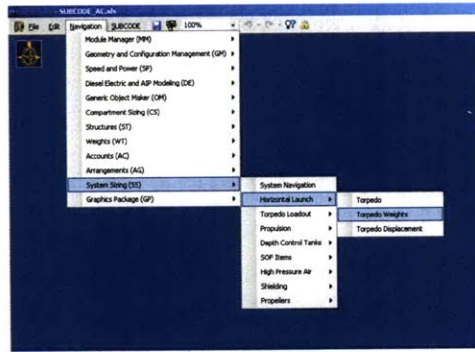 SUBCODE_AC.xls
File Edit Navigation SUBCODE 100%
Module Manager (MM)
Geometry and Configuration Management (GM)
Speed and Power (SP)
Diesel Electric and AIP Modeling (DE)
Generic Object Maker (OM)
Compartment Sizing (CS)
Structures (ST)
Weights (WT)
Accounts (AC)
Arrangements (AG)
System Sizing (SS)
Graphics Package (GP)
System Navigation
Horizontal Launch
Torpedo Loadout
Propulsion
Depth Control Tanks
SOF Items
High Pressure Air
Shielding
Propellers
Torpedo
Torpedo Weights
Torpedo Displacement